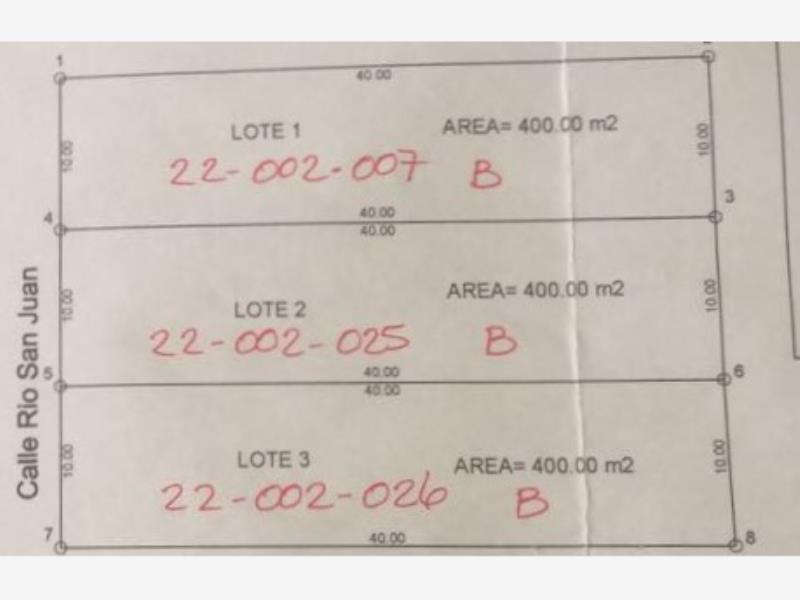 1
40.00
LOTE 1
AREA= 400.00 m2
10.00
10.00
22-002-007 B
4
40.00
3
40.00
Calle Rio San Juan
LOTE 2
AREA= 400.00 m2
10.00
10.00
22-002-025 B
5
40.00
6
40.00
LOTE 3
AREA= 400.00 m2
10.00
10.00
22-002-026 B
7
40.00
8